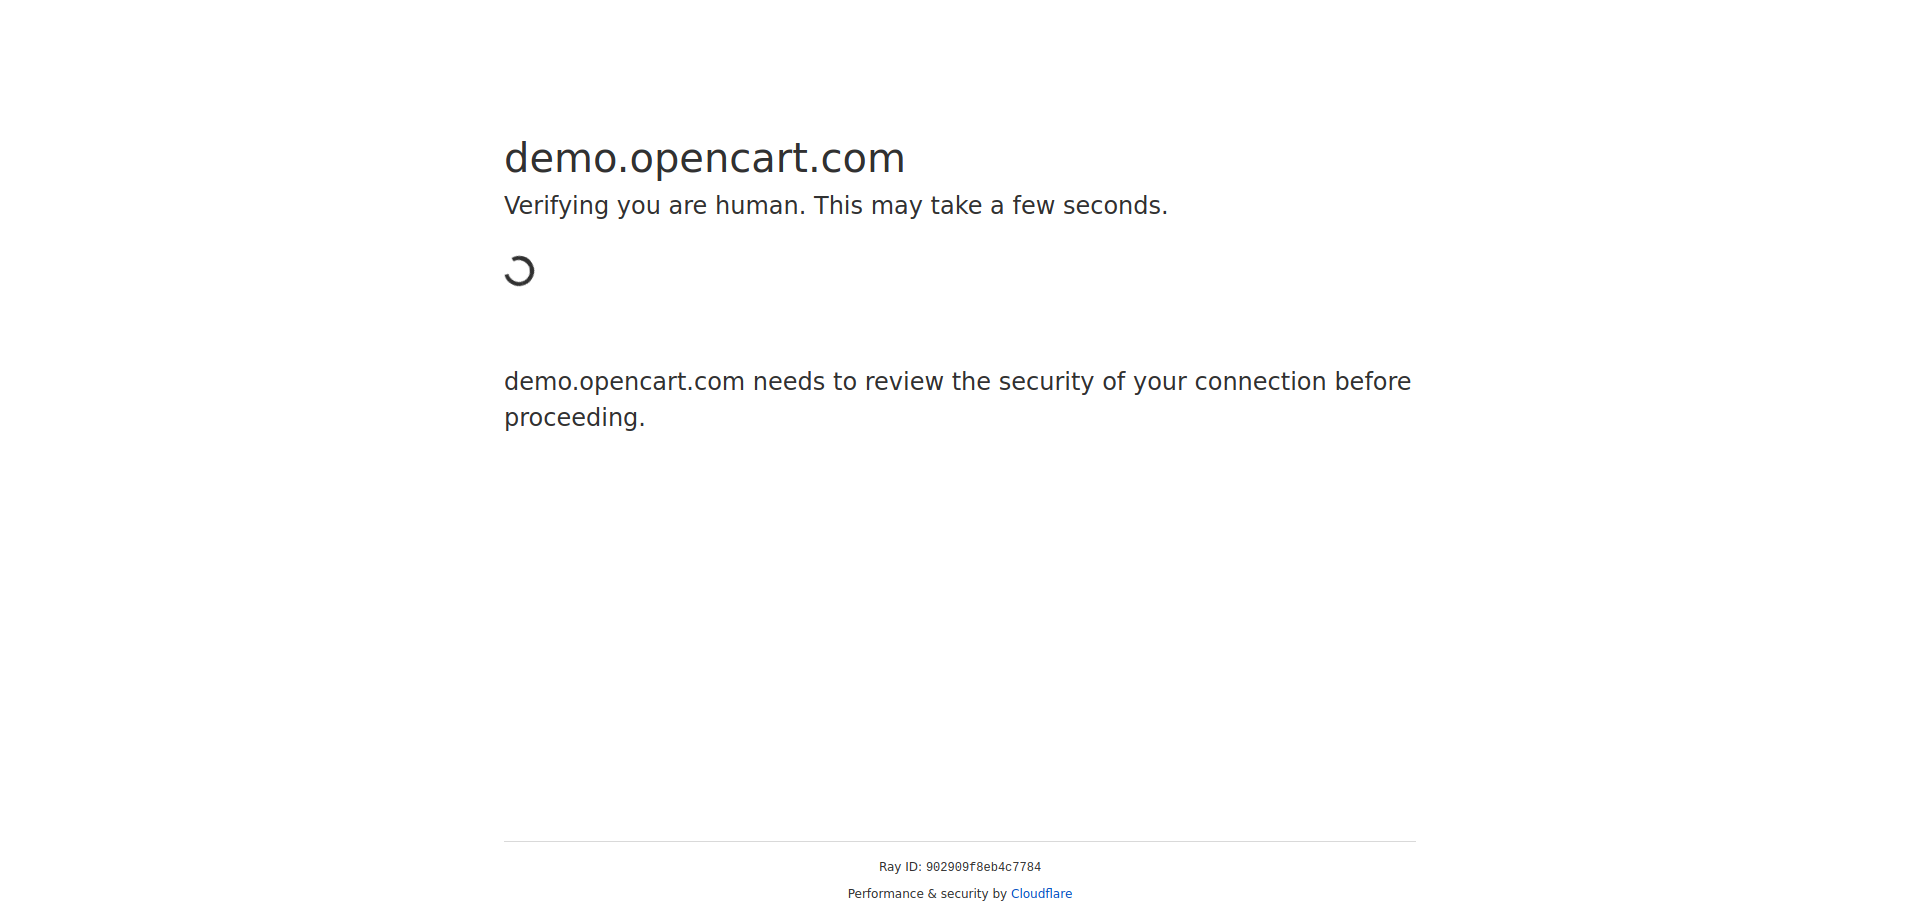 demo.opencart.com
Verifying you are human. This may take a few seconds.
demo.opencart.com needs to review the security of your connection before
proceeding.
Ray ID: 902909f8eb4c7784
Performance & security by Cloudflare